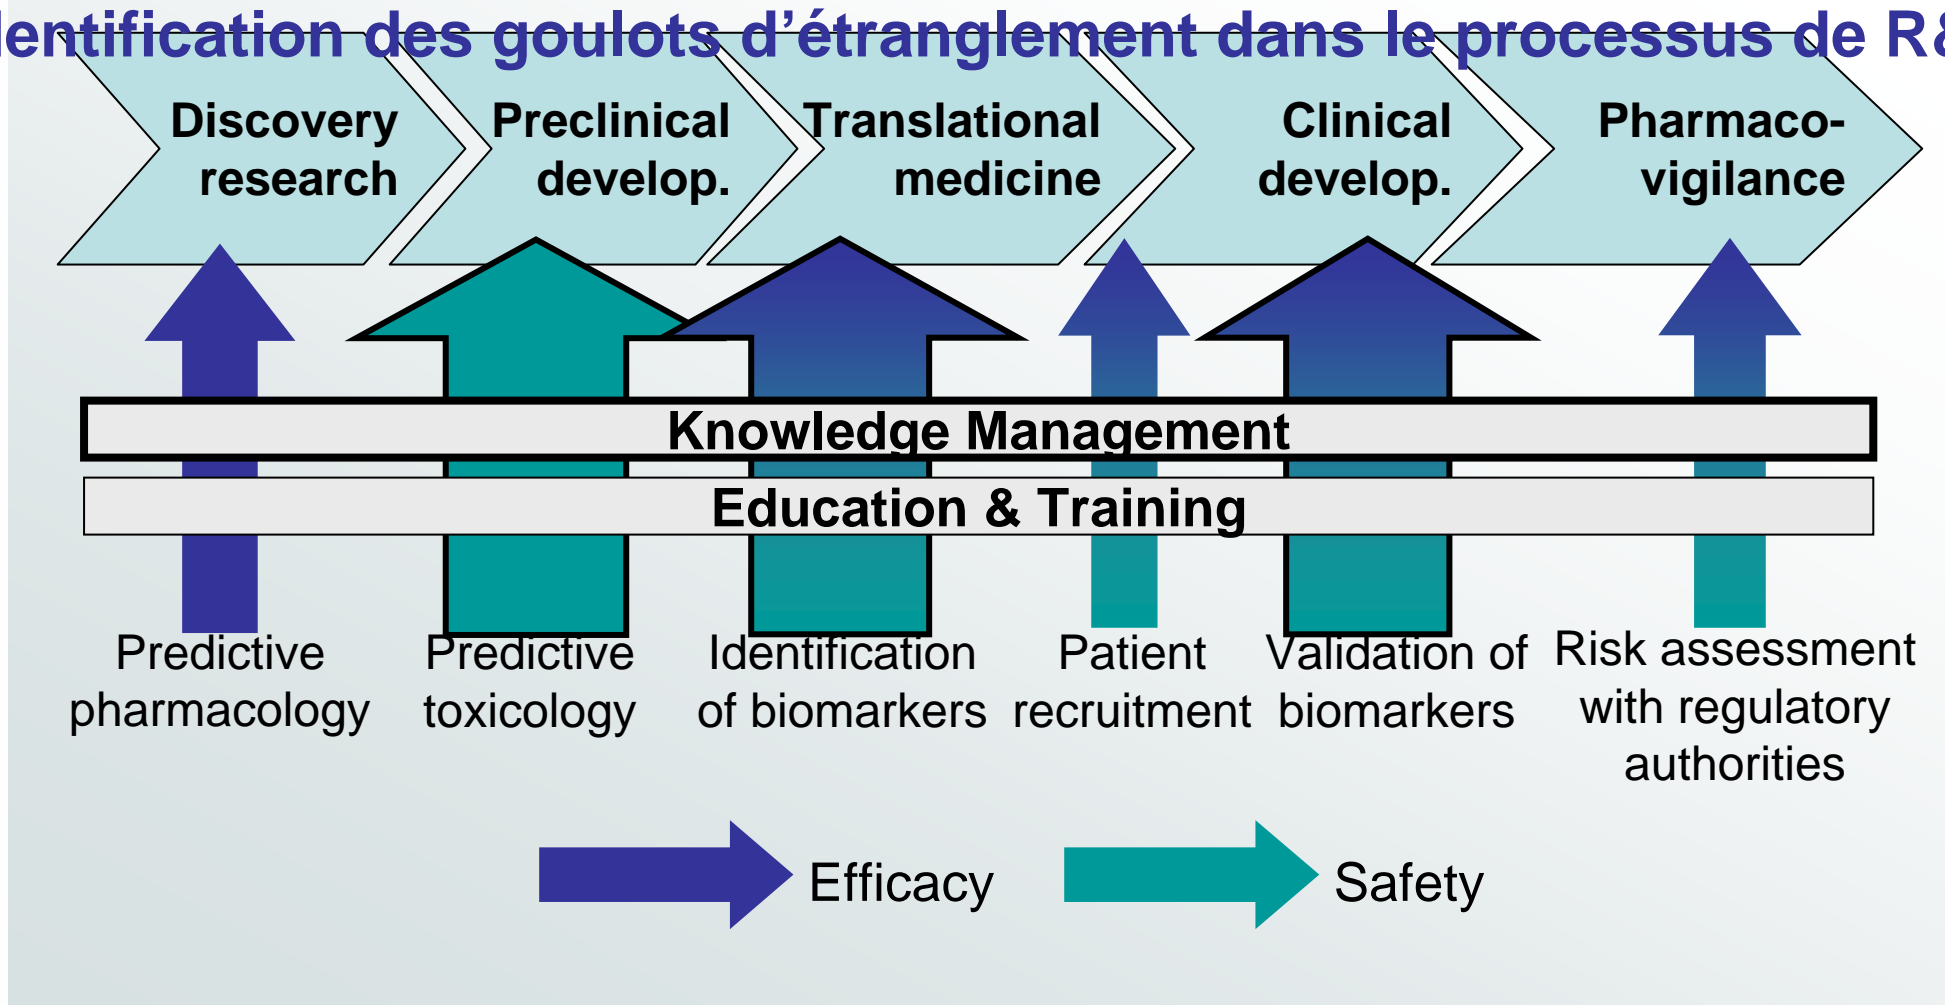 entification des goulots d’étranglement dans le processus de R&
Discovery
research
Preclinical
develop.
Translational
medicine
Clinical
develop.
Pharmaco-
vigilance
Knowledge Management
Education & Training
Predictive
pharmacology
Predictive
toxicology
Identification
of biomarkers
Patient
recruitment
Validation of
biomarkers
Risk assessment
with regulatory
authorities
Efficacy
Safety